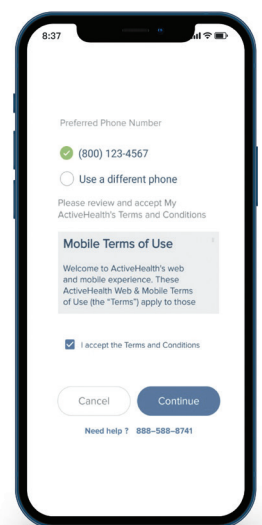 8:37
Preferred Phone Number
(800) 123-4567
Use a different phone
Please review and accept My
ActiveHealth's Terms and Conditions
Mobile Terms of Use
Welcome to ActiveHealth's web
and mobile experience. These
ActiveHealth Web & Mobile Terms
of Use (the “Terms”) apply to those
I accept the Terms and Conditions
Cancel Continue
Need help ? 888–588–8741